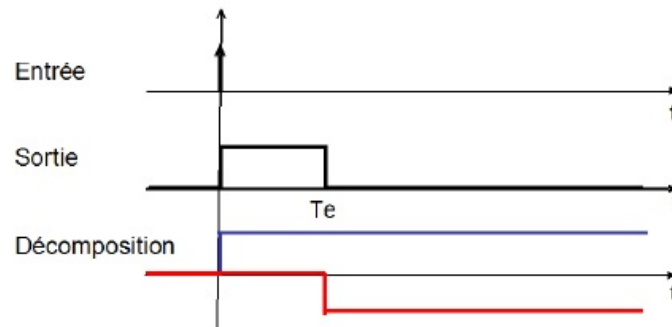 Entrée
t
Sortie
Te
Décomposition
t